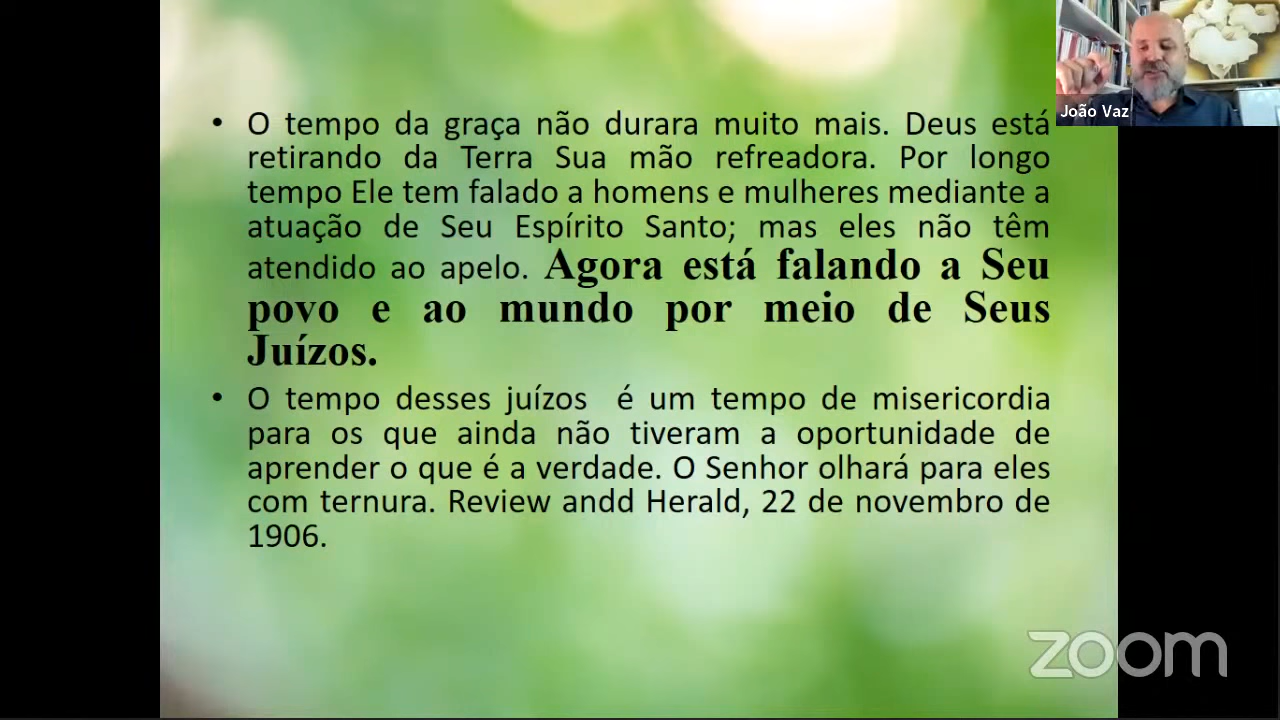 • O tempo da graça não durara muito mais. Deus está
retirando da Terra Sua mão refreadora. Por longo
tempo Ele tem falado a homens e mulheres mediante a
atuação de Seu Espírito Santo; mas eles não têm
atendido ao apelo. Agora está falando a Seu
povo e ao mundo por meio de Seus
Juízos.
• O tempo desses juízos é um tempo de misericordia
para os que ainda não tiveram a oportunidade de
aprender o que é a verdade. O Senhor olhará para eles
com ternura. Review andd Herald, 22 de novembro de
1906.
João Vaz
zoom